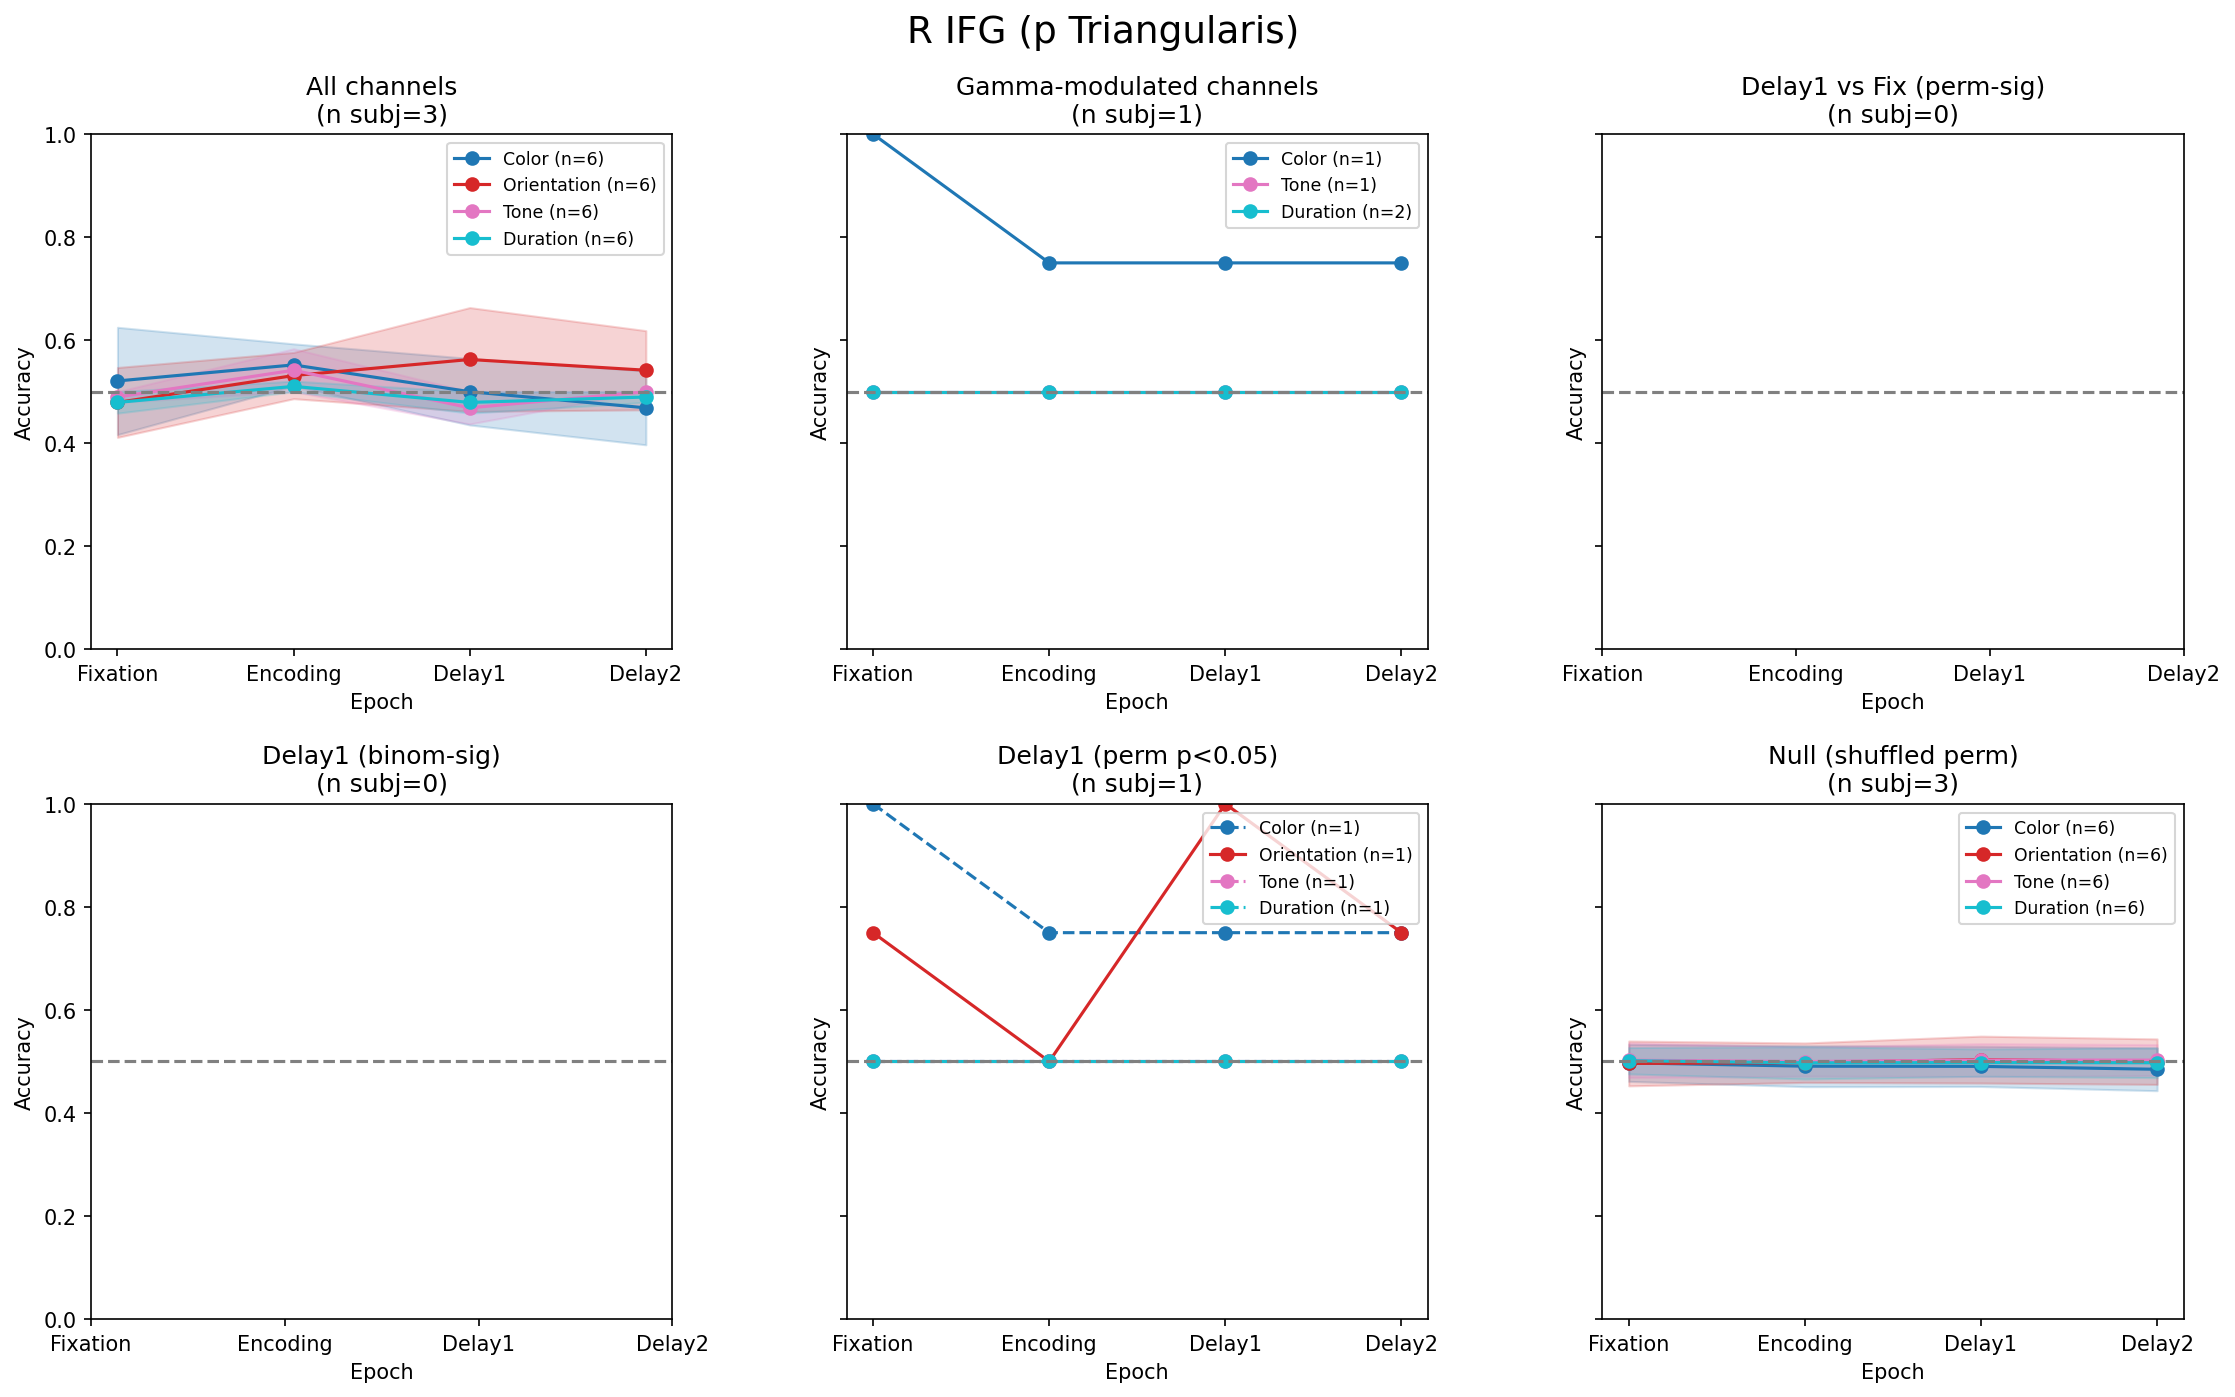 R IFG (p Triangularis)
All channels
(n subj=3)
1.0
0.8
0.6
0.4
0.2
0.0
Accuracy
Color (n=6)
Orientation (n=6)
Tone (n=6)
Duration (n=6)
Fixation Encoding Delay1 Delay2
Epoch
Gamma-modulated channels
(n subj=1)
Accuracy
Color (n=1)
Tone (n=1)
Duration (n=2)
Fixation Encoding Delay1 Delay2
Epoch
Delay1 vs Fix (perm-sig)
(n subj=0)
Accuracy
Fixation Encoding Delay1 Delay2
Epoch
Delay1 (binom-sig)
(n subj=0)
1.0
0.8
0.6
0.4
0.2
0.0
Accuracy
Fixation Encoding Delay1 Delay2
Epoch
Delay1 (perm p<0.05)
(n subj=1)
Accuracy
Color (n=1)
Orientation (n=1)
Tone (n=1)
Duration (n=1)
Fixation Encoding Delay1 Delay2
Epoch
Null (shuffled perm)
(n subj=3)
Accuracy
Color (n=6)
Orientation (n=6)
Tone (n=6)
Duration (n=6)
Fixation Encoding Delay1 Delay2
Epoch